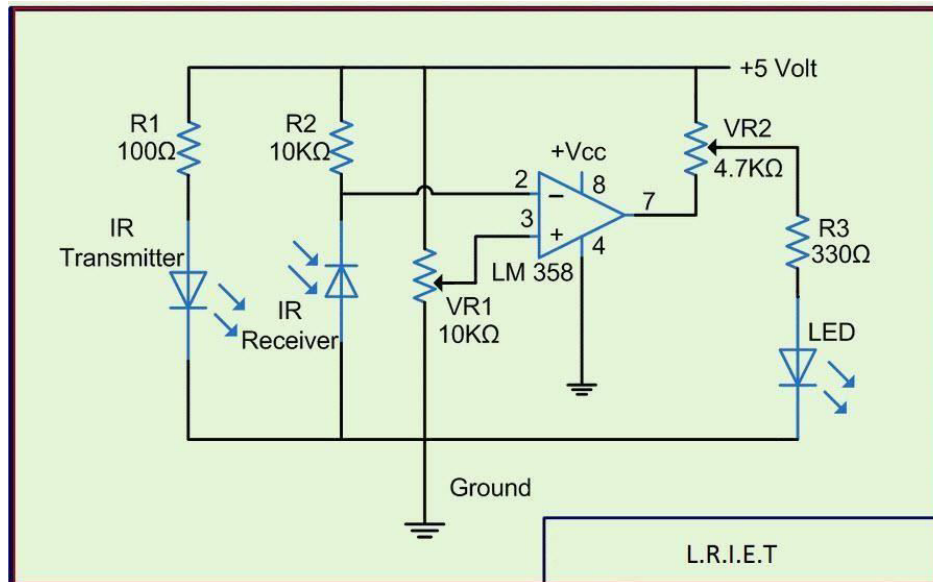 +5 Volt
R1
100Ω
R2
10KΩ
VR2
4.7KΩ
+Vcc
2
8
7
3
4
R3
330Ω
IR
Transmitter
LM 358
IR
Receiver
VR1
10KΩ
LED
Ground
L.R.I.E.T